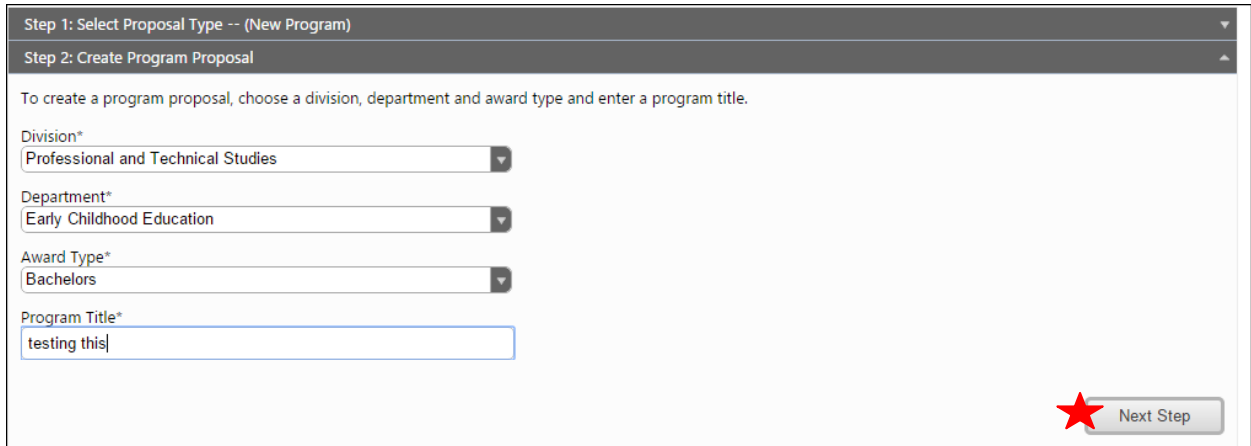 Step 1: Select Proposal Type -- (New Program)
Step 2: Create Program Proposal
To create a program proposal, choose a division, department and award type and enter a program title.
Division*
Professional and Technical Studies
Department*
Early Childhood Education
Award Type*
Bachelors
Program Title*
testing this
Next Step